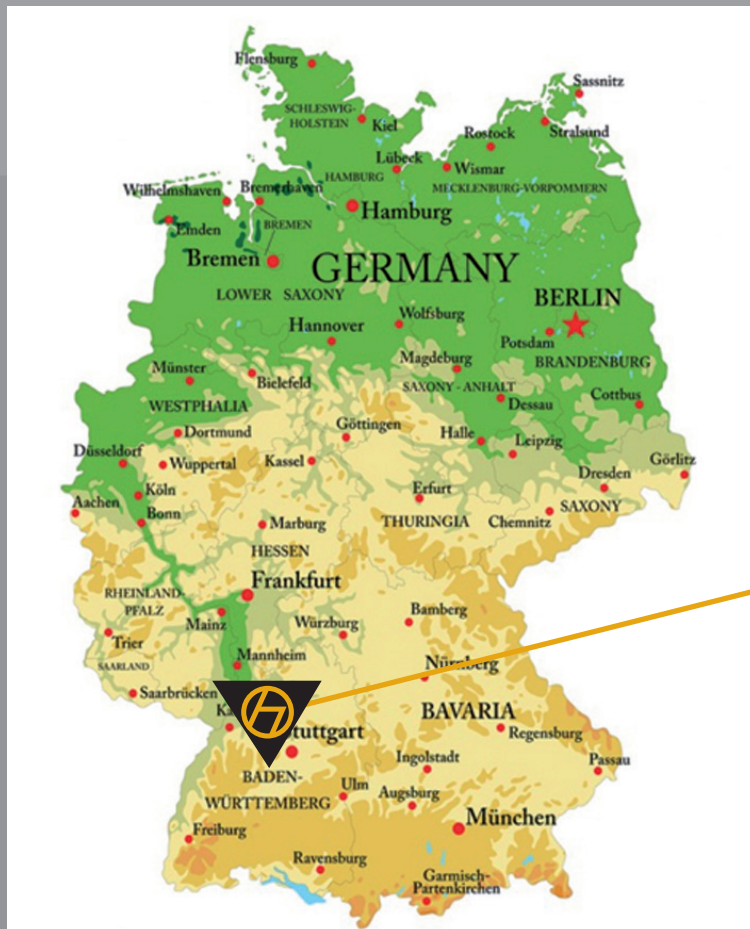 Flensburg
Sassnitz
SCHLESWIG-
HOLSTEIN
Kiel
Rostock
Stralsund
Lübeck
Wismar
HAMBURG
MECKLENBURG-VORPOMMERN
Wilhelmshaven
Bremerhaven
Hamburg
Emden
BREMEN
Bremen
GERMANY
LOWER SAXONY
BERLIN
Wolfsburg
Hannover
Potsdam
Magdeburg
BRANDENBURG
Münster
Bielefeld
SAXONY - ANHALT
Cottbus
WESTPHALIA
Dessau
Göttingen
Dortmund
Halle
Leipzig
Düsseldorf
Wuppertal
Kassel
Görlitz
Dresden
Köln
Erfurt
Aachen
SAXONY
Bonn
Marburg
THURINGIA
Chemnitz
HESSEN
Frankfurt
RHEINLAND-
PFALZ
Mainz
Würzburg
Bamberg
Trier
Mannheim
SAARLAND
Nürnberg
Saarbrücken
Ka
BAVARIA
tuttgart
Regensburg
Ingolstadt
Passau
BADEN-
WÜRTTEMBERG
Ulm
Augsburg
München
Freiburg
Ravensburg
Garmisch-
Partenkirchen